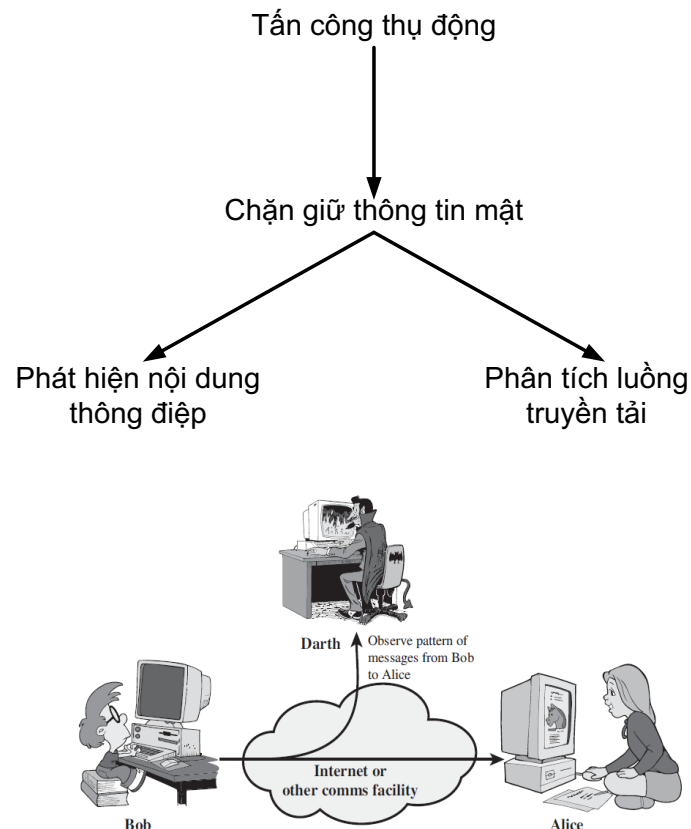 Tấn công thụ động
Chặn giữ thông tin mật
Phát hiện nội dung
thông điệp
Phân tích luồng
truyền tải
Darth
Observe pattern of
messages from Bob
to Alice
Internet or
other comms facility
Bob
Alice